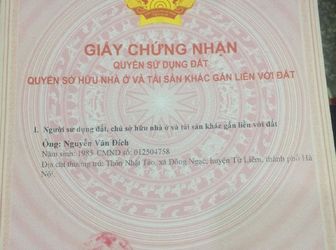 GIẤY CHỨNG NHẬN
QUYỀN SỬ DỤNG ĐẤT
QUYỀN SỞ HỮU NHÀ Ở VÀ TÀI SẢN KHÁC GẮN LIỀN VỚI ĐẤT
I. Người sử dụng đất, chủ sở hữu nhà ở và tài sản khác gắn liền với đất
Ông: Nguyễn Văn Đích
Năm sinh: 1985 CMND số: 012504758
Địa chỉ thường trú: Thôn Nhật Tảo, xã Đông Ngạc, huyện Từ Liêm, thành phố Hà
Nội.